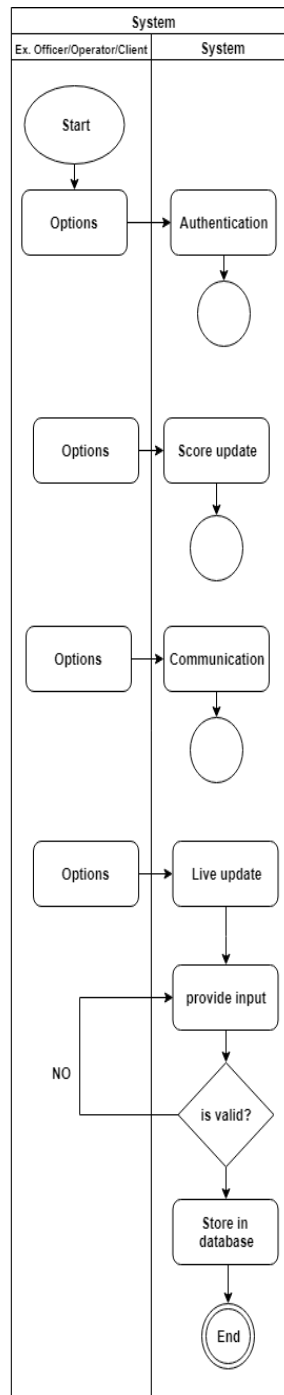 System
Ex. Officer/Operator/Client
System
Start
Options
Authentication
Options
Score update
Options
Communication
Options
Live update
provide input
NO
is valid?
Store in
database
End